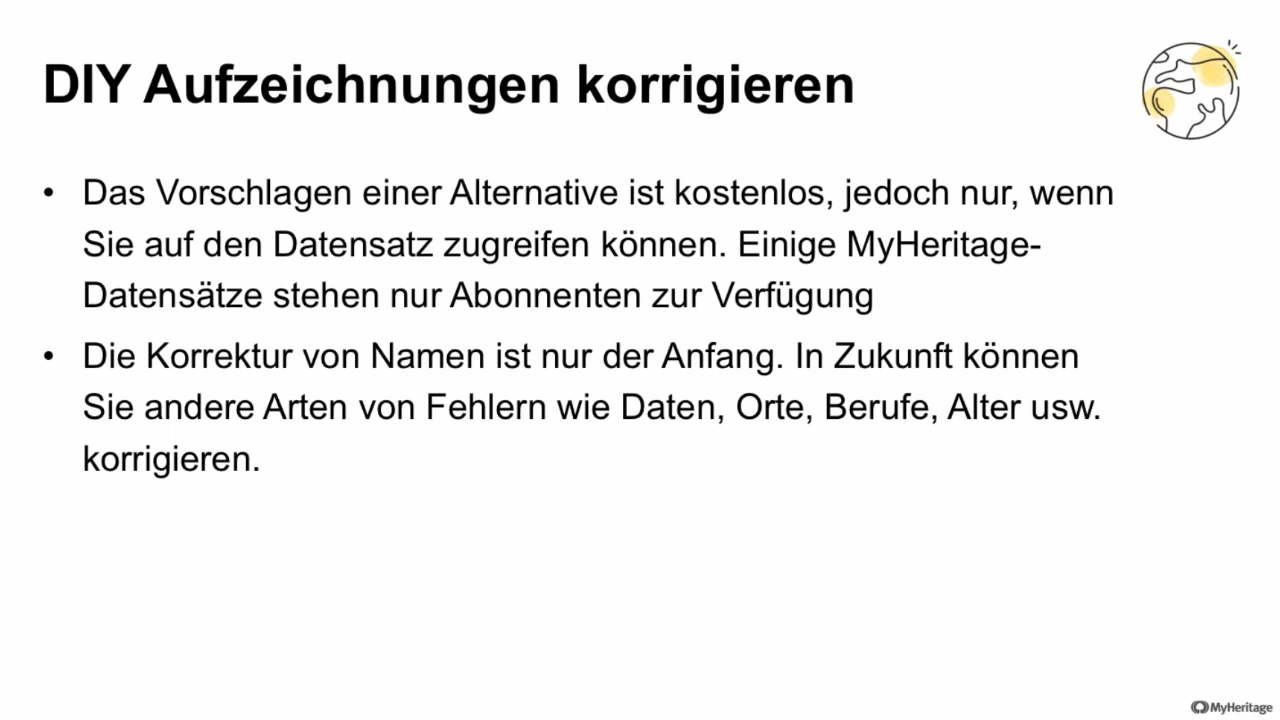 DIY Aufzeichnungen korrigieren
• Das Vorschlagen einer Alternative ist kostenlos, jedoch nur, wenn
Sie auf den Datensatz zugreifen können. Einige MyHeritage-
Datensätze stehen nur Abonnenten zur Verfügung
• Die Korrektur von Namen ist nur der Anfang. In Zukunft können
Sie andere Arten von Fehlern wie Daten, Orte, Berufe, Alter usw.
korrigieren.
MyHeritage